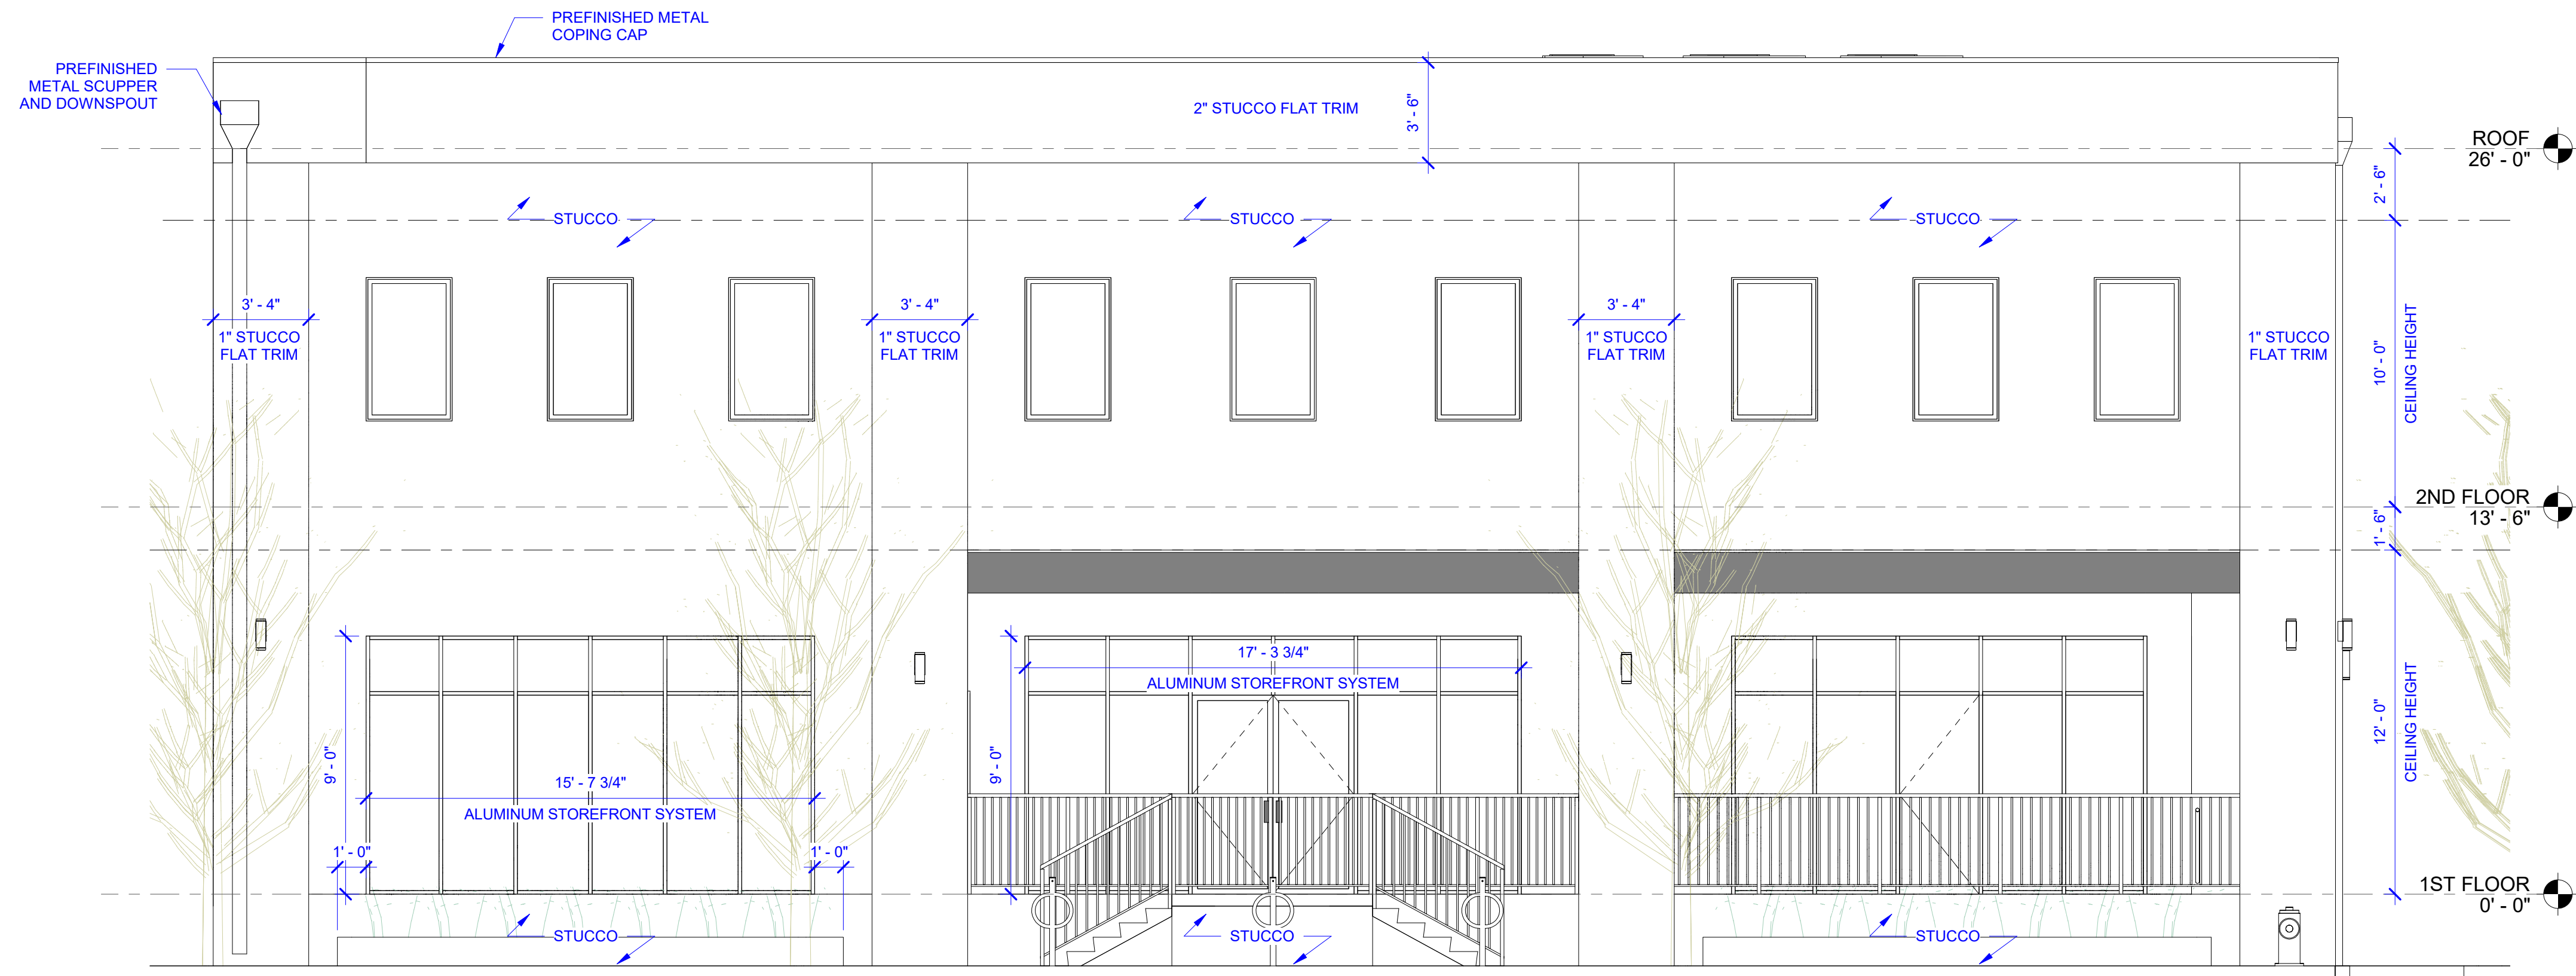 PREFINISHED METAL
COPING CAP
PREFINISHED
METAL SCUPPER
AND DOWNSPOUT
2" STUCCO FLAT TRIM
3' - 6"
ROOF
26' - 0"
2' - 6"
STUCCO
STUCCO
STUCCO
3' - 4"
1" STUCCO
FLAT TRIM
3' - 4"
1" STUCCO
FLAT TRIM
3' - 4"
1" STUCCO
FLAT TRIM
1" STUCCO
FLAT TRIM
10' - 0"
CEILING HEIGHT
2ND FLOOR
13' - 6"
1' - 6"
9' - 0"
15' - 7 3/4"
ALUMINUM STOREFRONT SYSTEM
1' - 0"
1' - 0"
9' - 0"
17' - 3 3/4"
ALUMINUM STOREFRONT SYSTEM
12' - 0"
CEILING HEIGHT
1ST FLOOR
0' - 0"
STUCCO
STUCCO
STUCCO